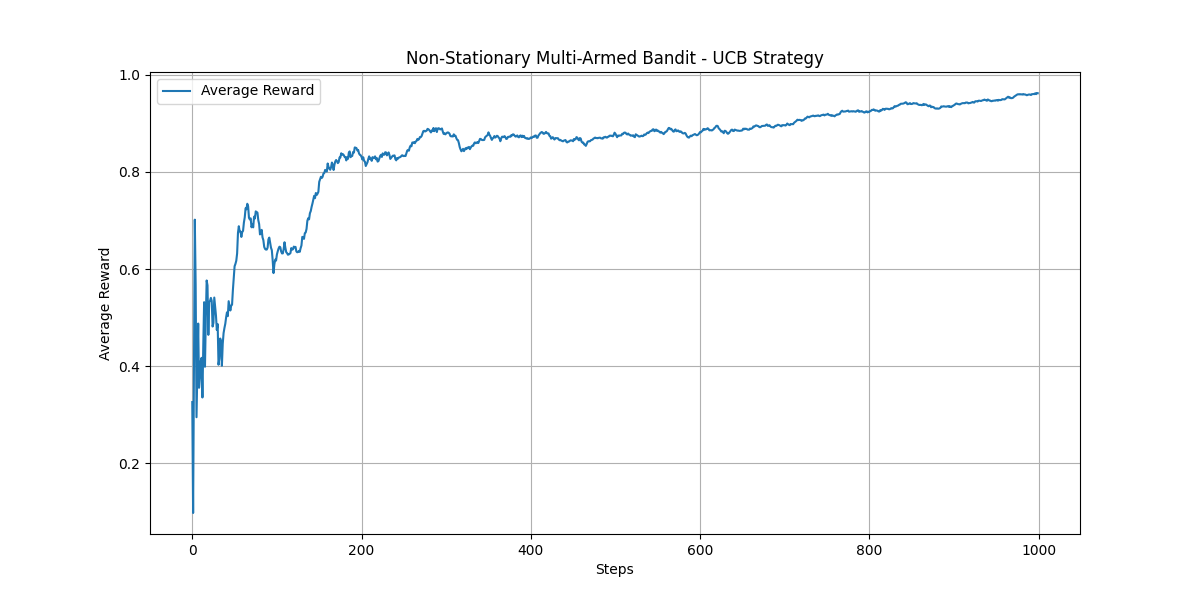 Non-Stationary Multi-Armed Bandit - UCB Strategy
Average Reward
1.0
0.8
0.6
0.4
0.2
Average Reward
0
200
400
600
800
1000
Steps